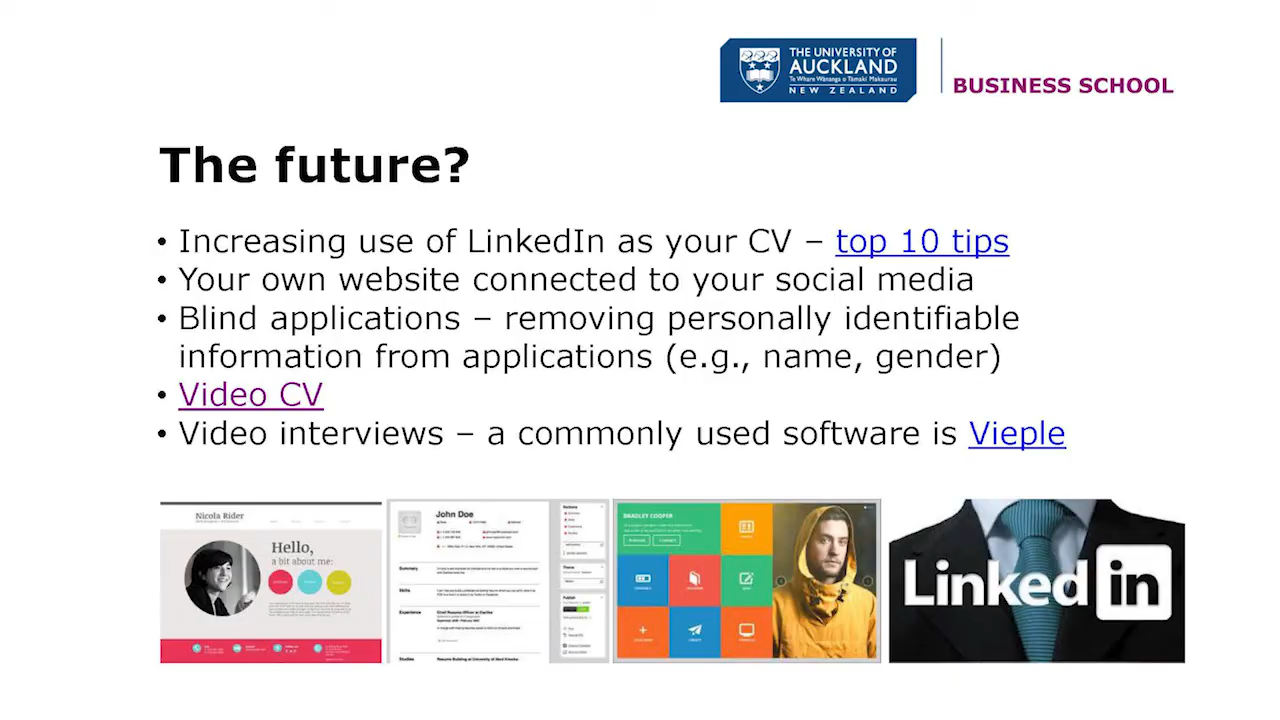 THE UNIVERSITY OF
AUCKLAND
Te Whare Wānanga o Tāmaki Makaurau
NEW ZEALAND
BUSINESS SCHOOL
The future?
• Increasing use of LinkedIn as your CV – top 10 tips
• Your own website connected to your social media
• Blind applications – removing personally identifiable
information from applications (e.g., name, gender)
• Video CV
• Video interviews – a commonly used software is Vieple
Nicola Rider
Hello,
a bit about me:
John Doe
Summary
Skills
Experience
Studies
BRADLEY COOPER
Linked in